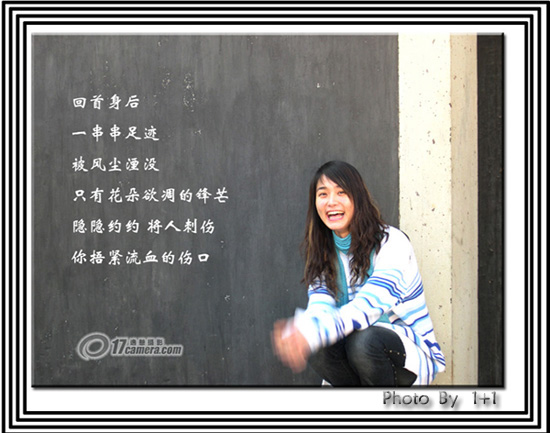 回首身后
一串串足迹
被风尘湮没
只有花朵欲凋的锋芒
隐隐约约 将人刺伤
你捂紧流血的伤口
17camera.com
Photo By 1+1